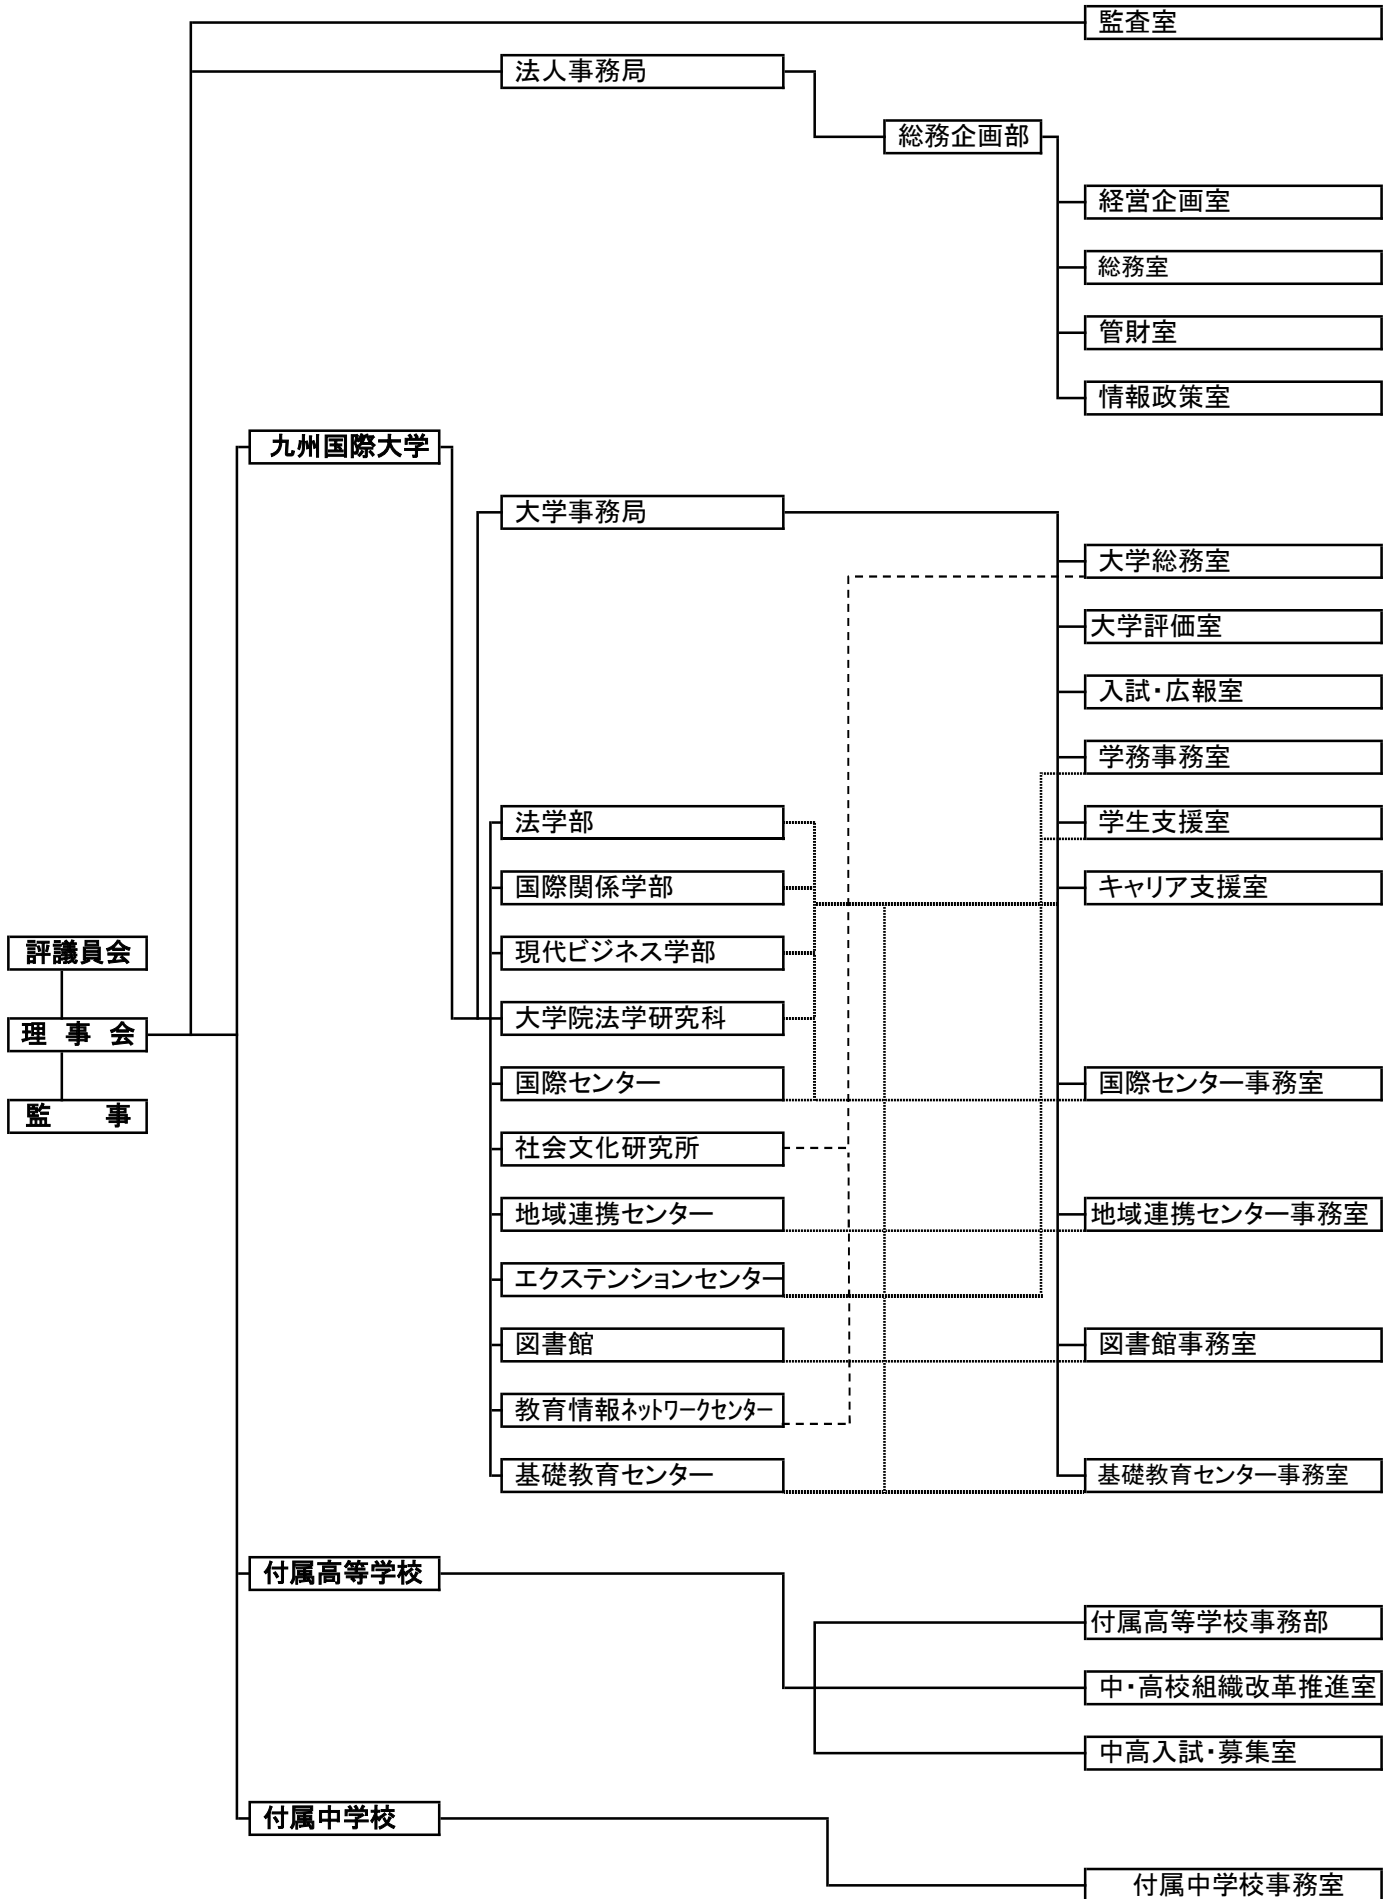 監査室
法人事務局
総務企画部
経営企画室
総務室
管財室
情報政策室
九州国際大学
大学事務局
大学総務室
大学評価室
入試・広報室
学務事務室
法学部
学生支援室
国際関係学部
キャリア支援室
評議員会
現代ビジネス学部
理 事 会
大学院法学研究科
国際センター
国際センター事務室
監 事
社会文化研究所
地域連携センター
地域連携センター事務室
エクステンションセンター
図書館
図書館事務室
教育情報ネットワークセンター
基礎教育センター
基礎教育センター事務室
付属高等学校
付属高等学校事務部
中・高校組織改革推進室
中高入試・募集室
付属中学校
付属中学校事務室